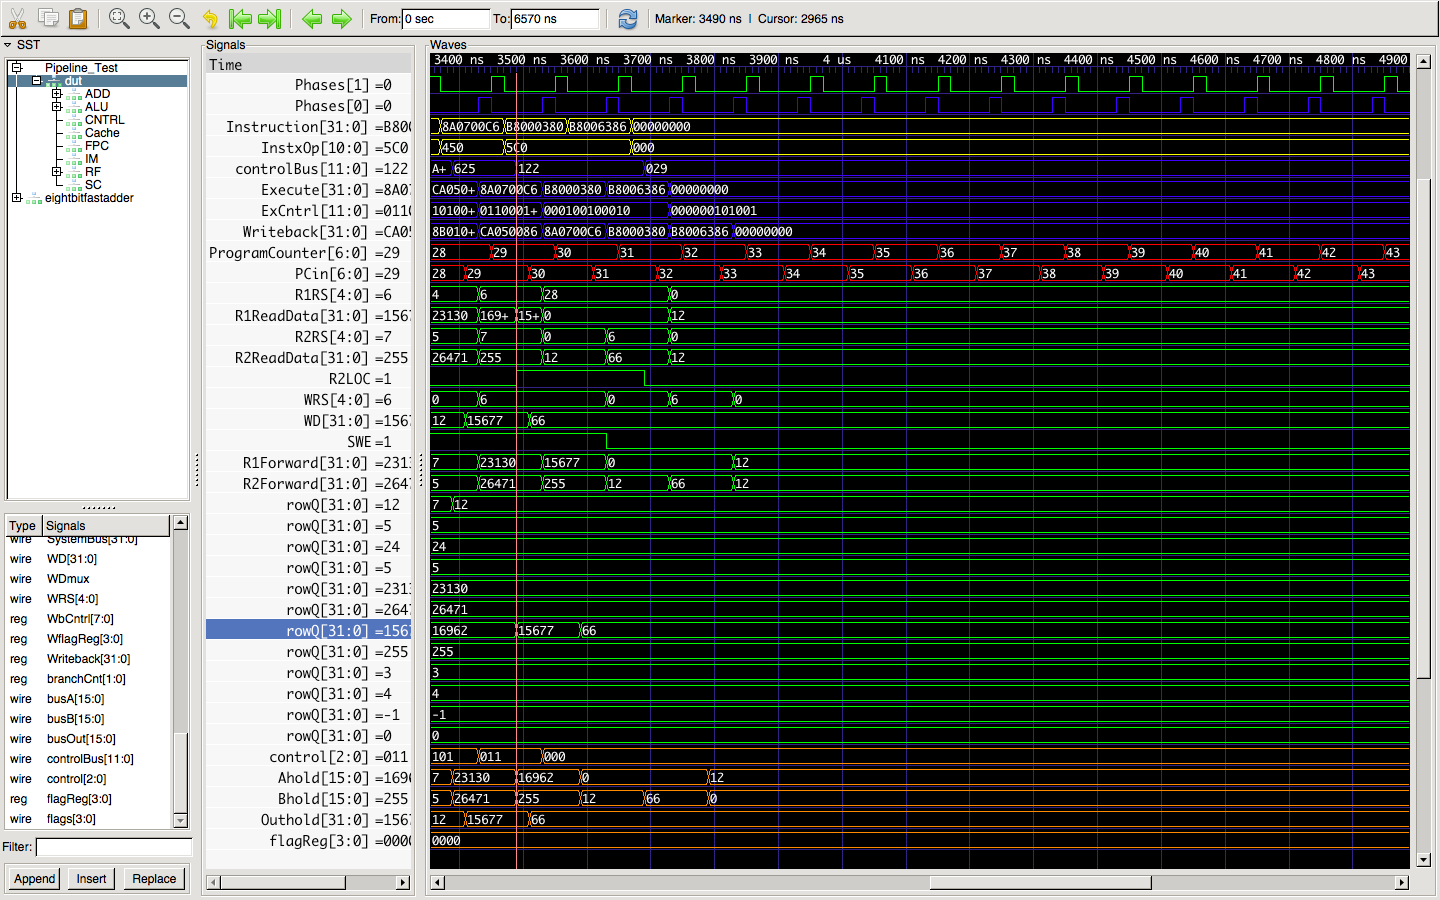 From: 0 sec To: 6570 ns Marker: 3490 ns | Cursor: 2965 ns
SST
Pipeline_Test
dut
ADD
ALU
CNTRL
Cache
FPC
IM
RF
SC
eightbitfastadder
Type Signals
wire SystemBus[31:0]
wire WD[31:0]
wire WDmux
wire WRS[4:0]
reg WbCntrl[7:0]
reg WflagReg[3:0]
reg Writeback[31:0]
reg branchCnt[1:0]
wire busA[15:0]
wire busB[15:0]
wire busOut[15:0]
wire controlBus[11:0]
wire control[2:0]
reg flagReg[3:0]
wire flags[3:0]
Filter:
Append Insert Replace
Signals
Time
Phases[1] =0
Phases[0] =0
Instruction[31:0] =B800
InstxOp[10:0] =5C0
controlBus[11:0] =122
Execute[31:0] =8A07
ExCntrl[11:0] =0110
Writeback[31:0] =CA05
ProgramCounter[6:0] =29
PCin[6:0] =29
R1RS[4:0] =6
R1ReadData[31:0] =1567
R2RS[4:0] =7
R2ReadData[31:0] =255
R2LOC =1
WRS[4:0] =6
WD[31:0] =1567
SWE =1
R1Forward[31:0] =2313
R2Forward[31:0] =2647
rowQ[31:0] =12
rowQ[31:0] =5
rowQ[31:0] =24
rowQ[31:0] =5
rowQ[31:0] =2313
rowQ[31:0] =2647
rowQ[31:0] =1567
rowQ[31:0] =255
rowQ[31:0] =3
rowQ[31:0] =4
rowQ[31:0] =-1
rowQ[31:0] =0
control[2:0] =011
Ahold[15:0] =1696
Bhold[15:0] =255
Outhold[31:0] =1567
flagReg[3:0] =0000
Waves
3400 ns 3500 ns 3600 ns 3700 ns 3800 ns 3900 ns 4 us 4100 ns 4200 ns 4300 ns 4400 ns 4500 ns 4600 ns 4700 ns 4800 ns 4900
8A0700C6 B8000380 B8006386 00000000
450 5C0 000
A+ 625 122 029
CA050+ 8A0700C6 B8000380 B8006386 00000000
10100+ 0110001+ 000100100010 000000101001
8B010+ CA050086 8A0700C6 B8000380 B8006386 00000000
28 29 30 31 32 33 34 35 36 37 38 39 40 41 42 43
28 29 30 31 32 33 34 35 36 37 38 39 40 41 42 43
4 6 28 0
23130 169+ 15+ 0 12
5 7 0 6 0
26471 255 12 66 12
0 6 0 6 0
12 15677 66
7 23130 15677 0 12
5 26471 255 12 66 12
7 12
5
24
5
23130
26471
16962 15677 66
255
3
4
-1
0
101 011 000
7 23130 16962 0 12
5 26471 255 12 66 0
12 15677 66
0000